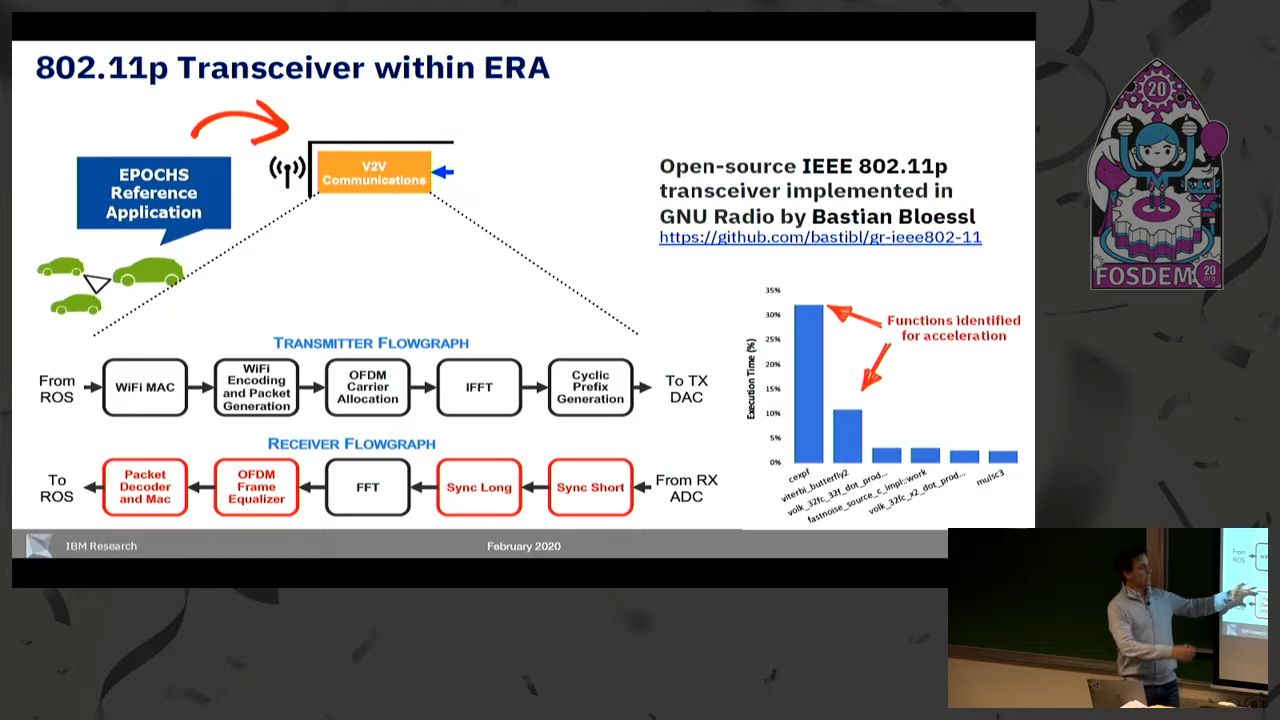 802.11p Transceiver within ERA
EPOCHS
Reference
Application
V2V
Communications
Open-source IEEE 802.11p
transceiver implemented in
GNU Radio by Bastian Bloessl
https://github.com/bastibl/gr-ieee802-11
TRANSMITTER FLOWGRAPH
From
ROS
WiFi MAC
WiFi
Encoding
and Packet
Generation
OFDM
Carrier
Allocation
IFFT
Cyclic
Prefix
Generation
To TX
DAC
RECEIVER FLOWGRAPH
To
ROS
Packet
Decoder
and Mac
OFDM
Frame
Equalizer
FFT
Sync Long
Sync Short
From RX
ADC
Execution Time (%)
35%
30%
25%
20%
15%
10%
5%
0%
Functions identified
for acceleration
cexpf
viterbi_butterfly2
volk_32fc_32f_dot_prod...
fastnoise_source_c_impl::work
volk_32fc_x2_dot_prod...
mulsc3
IBM Research
February 2020
20
FOSDEM
20
.org
From
ROS